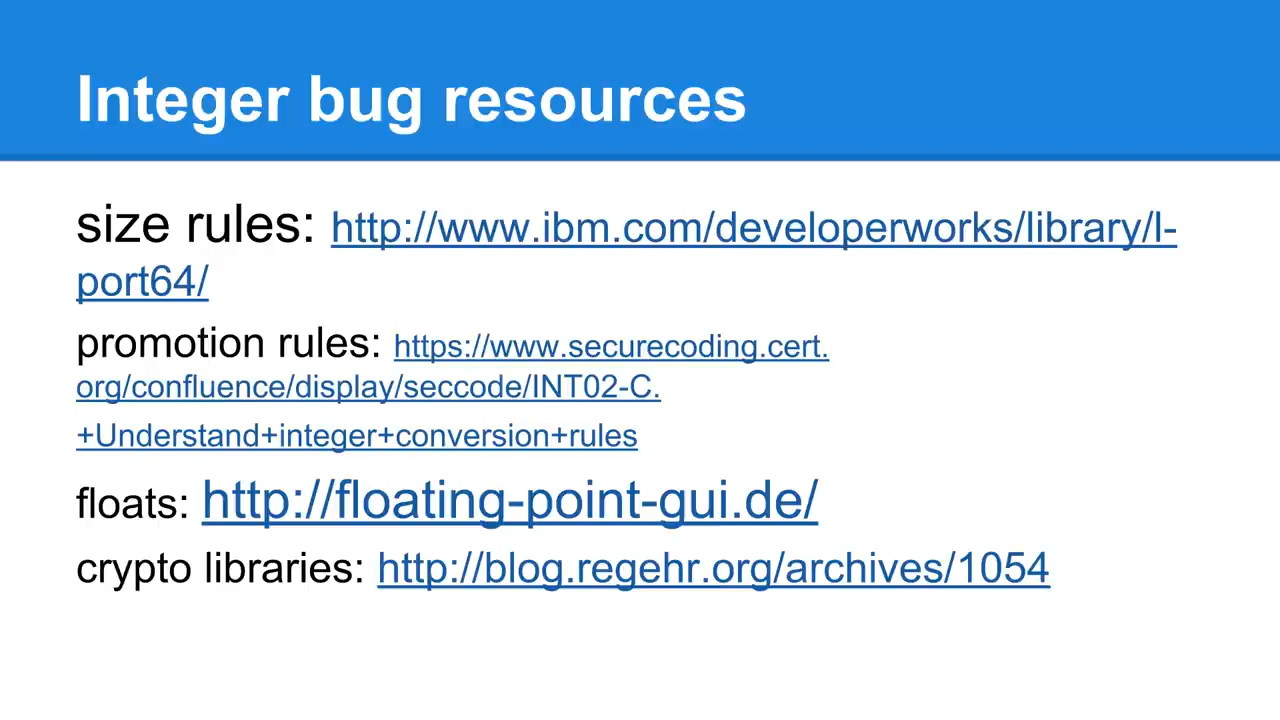 Integer bug resources
size rules: http://www.ibm.com/developerworks/library/l-
port64/
promotion rules: https://www.securecoding.cert.
org/confluence/display/seccode/INT02-C.
+Understand+integer+conversion+rules
floats: http://floating-point-gui.de/
crypto libraries: http://blog.regehr.org/archives/1054